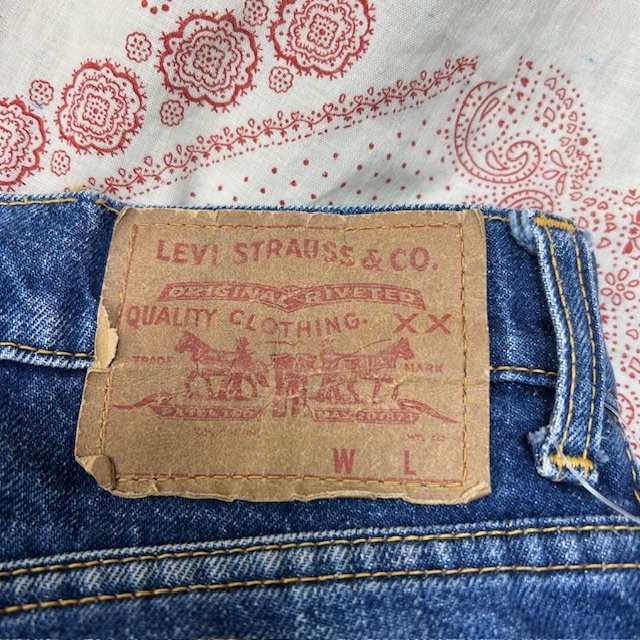 LEVI STRAUSS & CO.
ORIGINAL RIVETED
QUALITY CLOTHING. XX
TRADE MARK
W L